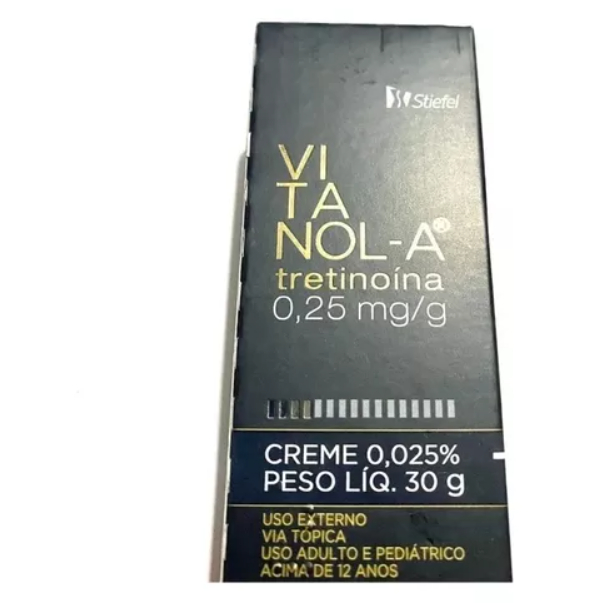 Stiefel
VI
TA
NOL-A®
tretinoína
0,25 mg/g
CREME 0,025%
PESO LÍQ. 30 g
USO EXTERNO
VIA TÓPICA
USO ADULTO E PEDIÁTRICO
ACIMA DE 12 ANOS